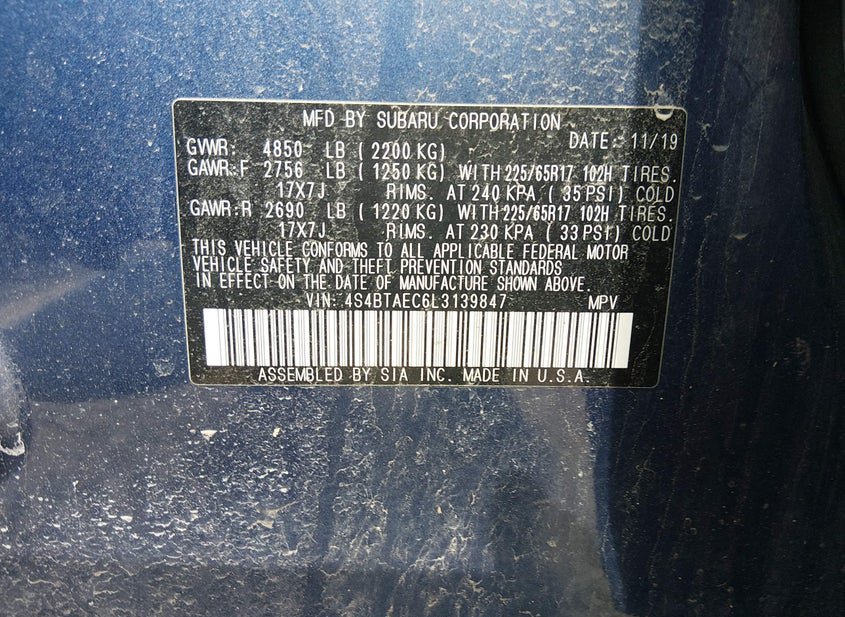 MFD BY SUBARU CORPORATION
DATE: 11/19
GVWR: 4850 LB ( 2200 KG)
GAWR:F 2756 LB ( 1250 KG) WITH 225/65R17 102H TIRES.
17X7J RIMS. AT 240 KPA ( 35 PSI) COLD
GAWR:R 2690 LB ( 1220 KG) WITH 225/65R17 102H TIRES.
17X7J RIMS. AT 230 KPA ( 33 PSI) COLD
THIS VEHICLE CONFORMS TO ALL APPLICABLE FEDERAL MOTOR
VEHICLE SAFETY AND THEFT PREVENTION STANDARDS
IN EFFECT ON THE DATE OF MANUFACTURE SHOWN ABOVE.
VIN: 4S4BTAEC6L3139847 MPV
ASSEMBLED BY SIA INC. MADE IN U.S.A.